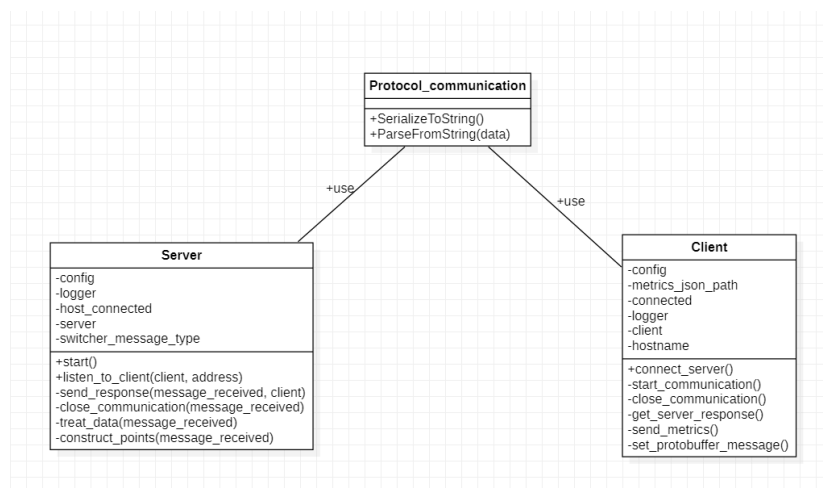 Protocol_communication
+SerializeToString()
+ParseFromString(data)
+use
+use
Server
-config
-logger
-host_connected
-server
-switcher_message_type
+start()
+listen_to_client(client, address)
-send_response(message_received, client)
-close_communication(message_received)
-treat_data(message_received)
-construct_points(message_received)
Client
-config
-metrics_json_path
-connected
-logger
-client
-hostname
+connect_server()
-start_communication()
-close_communication()
-get_server_response()
-send_metrics()
-set_protobuffer_message()